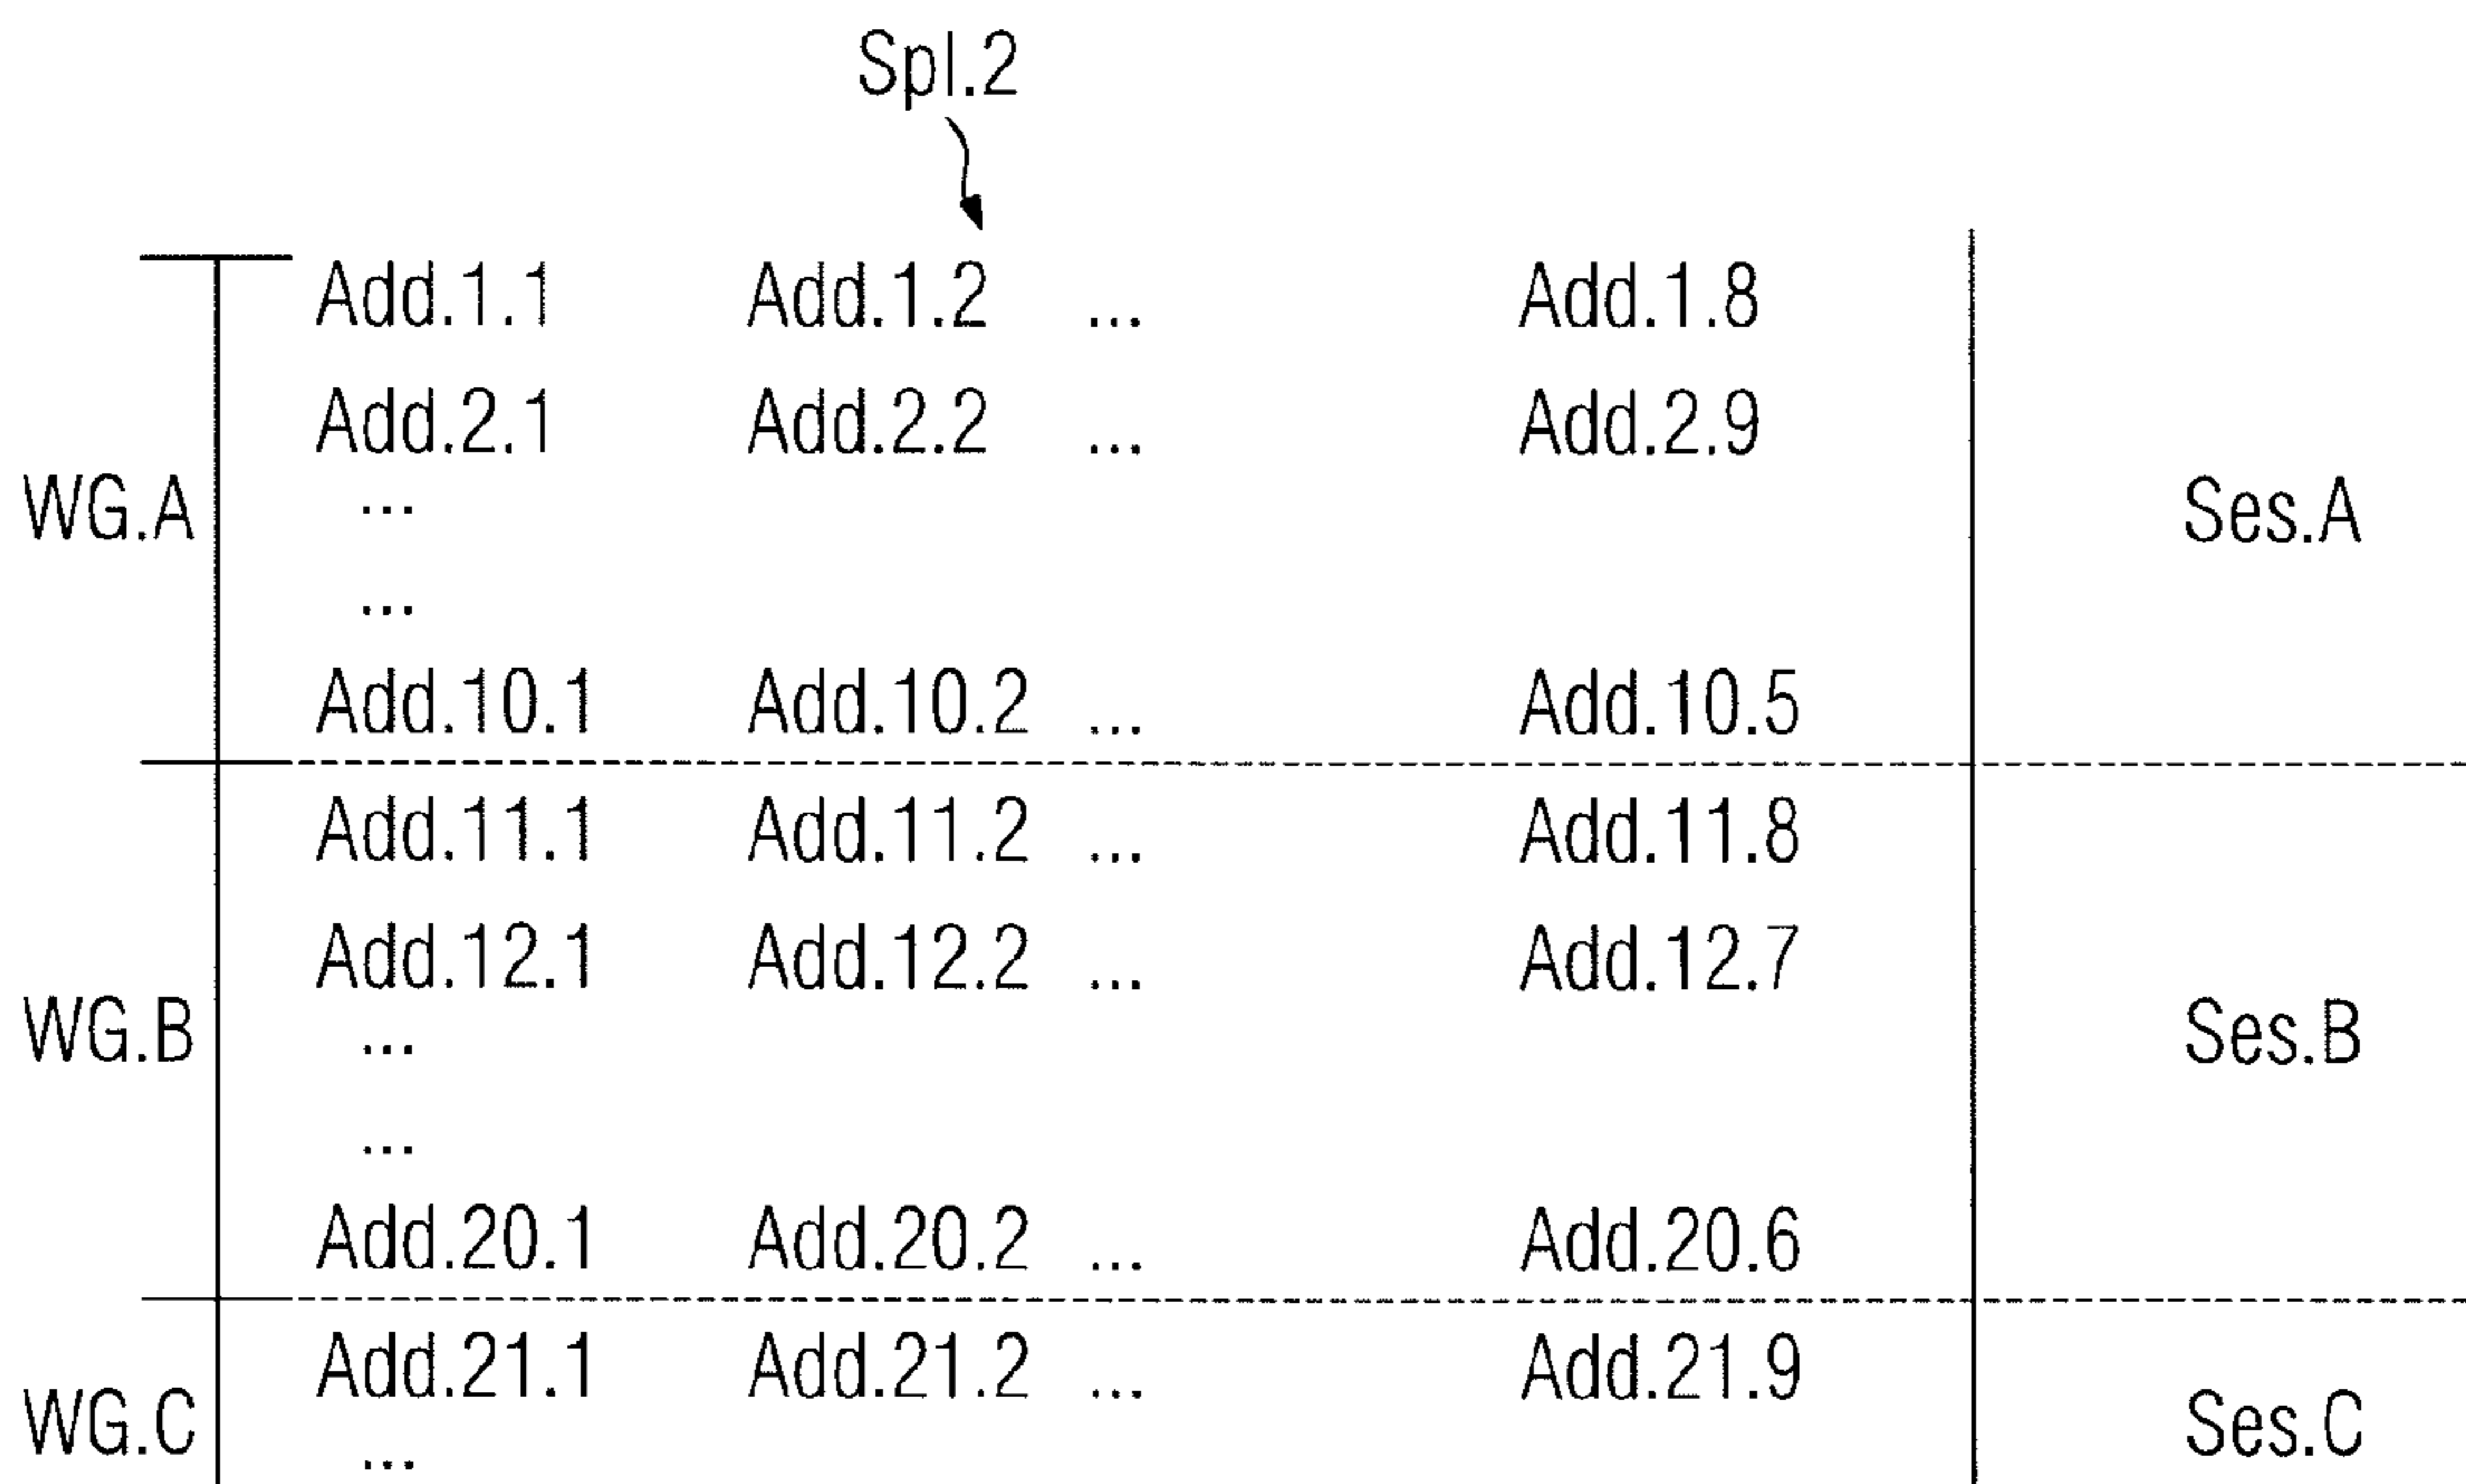 Spl.2
Add.1.1 Add.1.2 ... Add.1.8
Add.2.1 Add.2.2 ... Add.2.9
WG.A ... Ses.A
...
Add.10.1 Add.10.2 ... Add.10.5
Add.11.1 Add.11.2 ... Add.11.8
Add.12.1 Add.12.2 ... Add.12.7
WG.B ... Ses.B
...
Add.20.1 Add.20.2 ... Add.20.6
Add.21.1 Add.21.2 ... Add.21.9
WG.C ... Ses.C